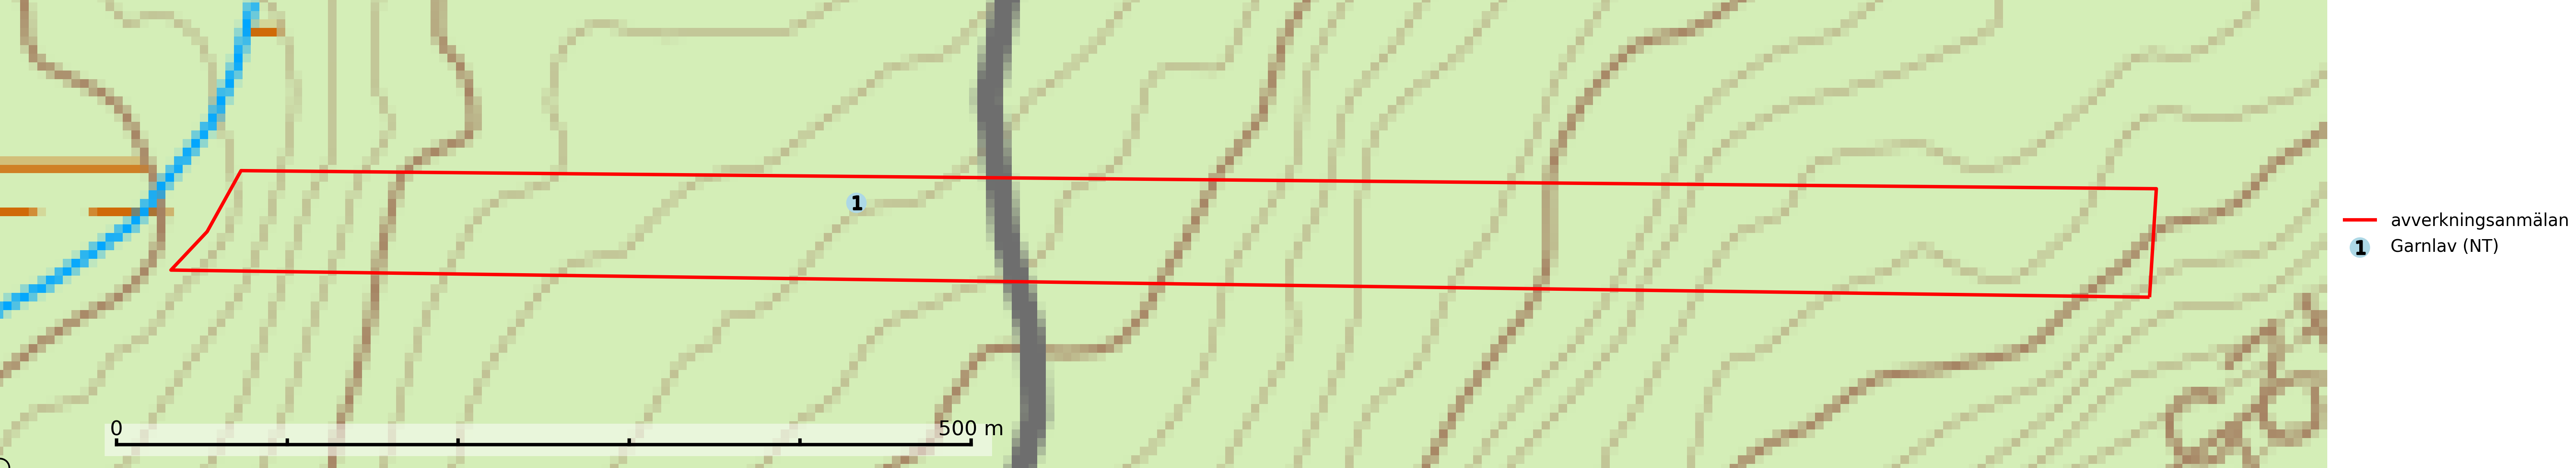 1
0
500 m
avverkningsanmälan
1 Garnlav (NT)